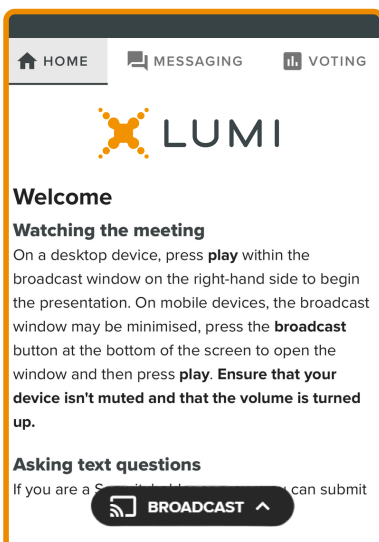 HOME MESSAGING VOTING
LUMI
Welcome
Watching the meeting
On a desktop device, press play within the
broadcast window on the right-hand side to begin
the presentation. On mobile devices, the broadcast
window may be minimised, press the broadcast
button at the bottom of the screen to open the
window and then press play. Ensure that your
device isn't muted and that the volume is turned
up.
Asking text questions
If you are a can submit
BROADCAST